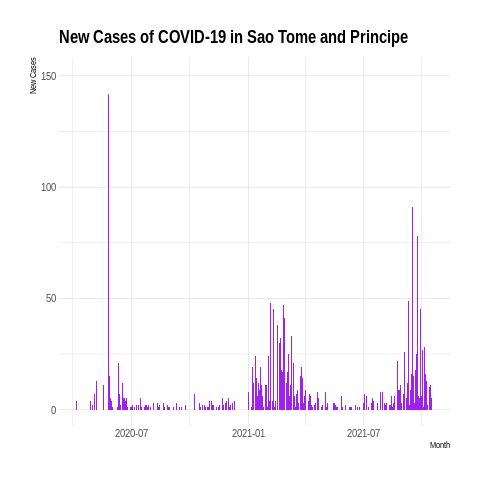 New Cases of COVID-19 in Sao Tome and Principe
New Cases
150
100
50
0
2020-07
2021-01
2021-07
Month